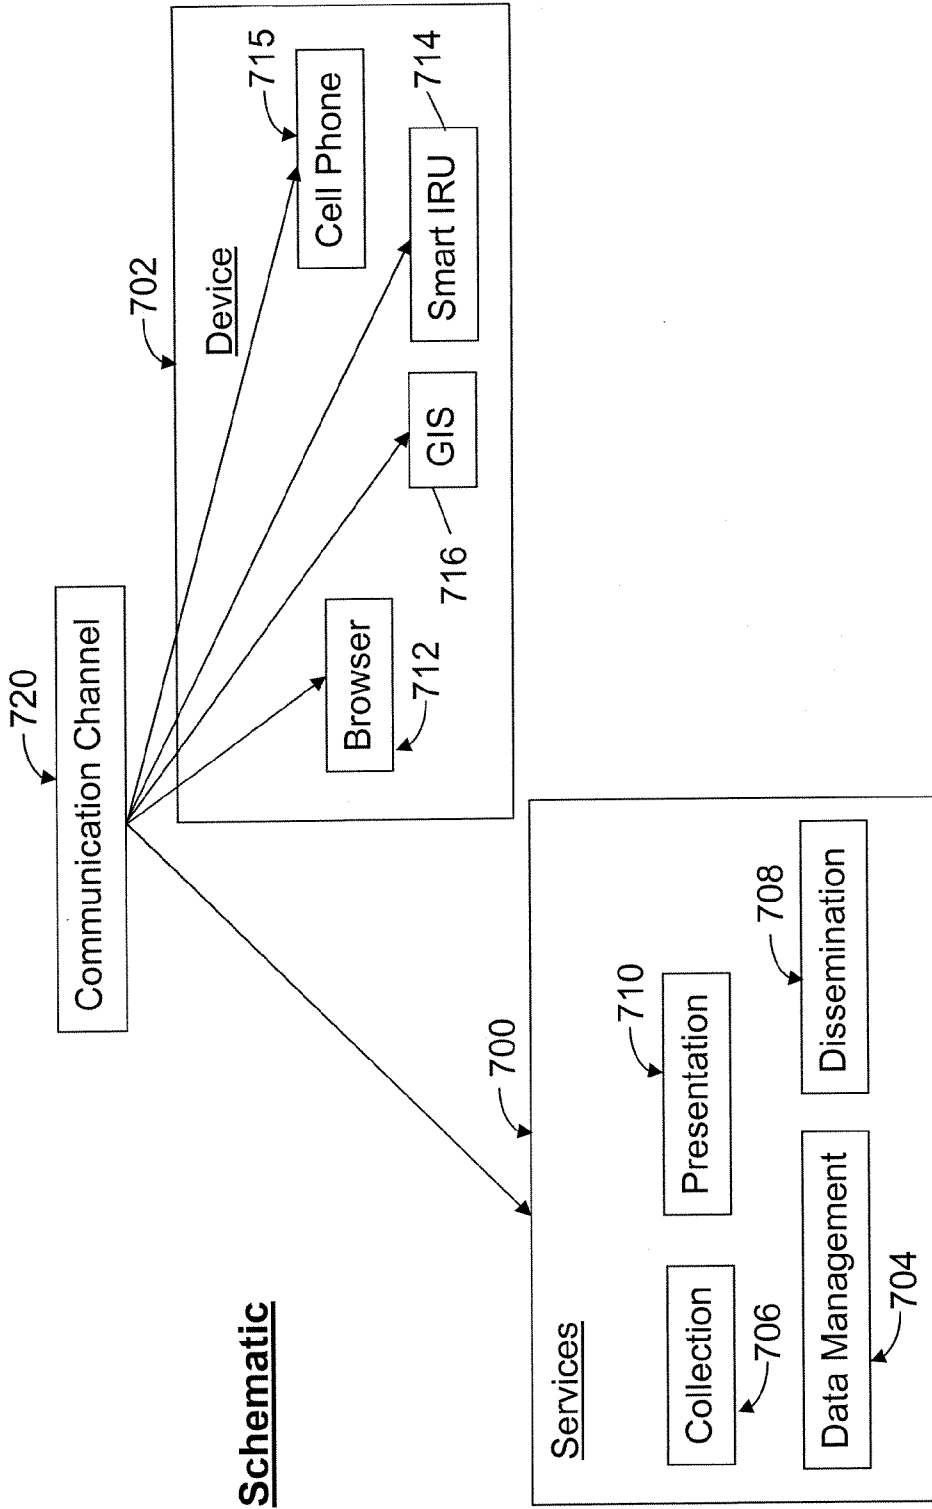 Schematic
720
Communication Channel
702
Device
715
Cell Phone
Browser
712
GIS
716
Smart IRU
714
700
Services
710
Collection
706
Presentation
708
Data Management
704
Dissemination